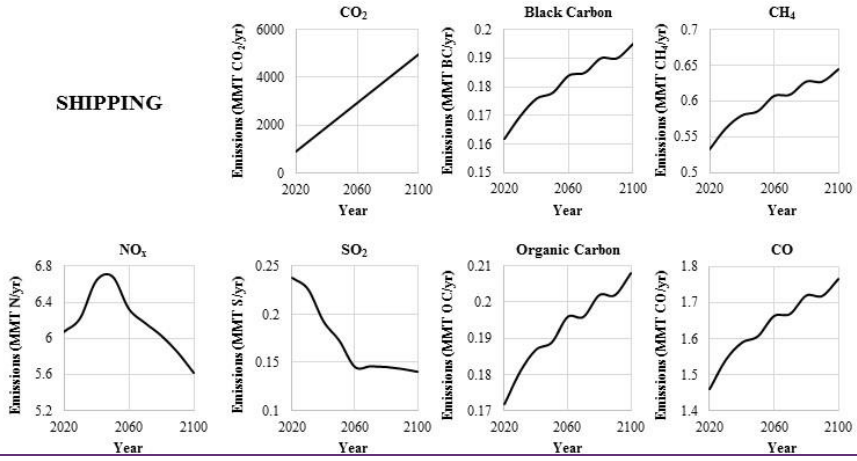 SHIPPING
CO₂
Emissions (MMT CO₂/yr)
6000
4000
2000
0
2020 2060 2100
Year
Black Carbon
Emissions (MMT BC/yr)
0.2
0.19
0.18
0.17
0.16
0.15
2020 2060 2100
Year
CH₄
Emissions (MMT CH₄/yr)
0.7
0.65
0.6
0.55
0.5
2020 2060 2100
Year
NOₓ
Emissions (MMT N/yr)
6.8
6.4
6
5.6
5.2
2020 2060 2100
Year
SO₂
Emissions (MMT S/yr)
0.25
0.2
0.15
0.1
2020 2060 2100
Year
Organic Carbon
Emissions (MMT OC/yr)
0.21
0.2
0.19
0.18
0.17
2020 2060 2100
Year
CO
Emissions (MMT CO/yr)
1.8
1.7
1.6
1.5
1.4
2020 2060 2100
Year